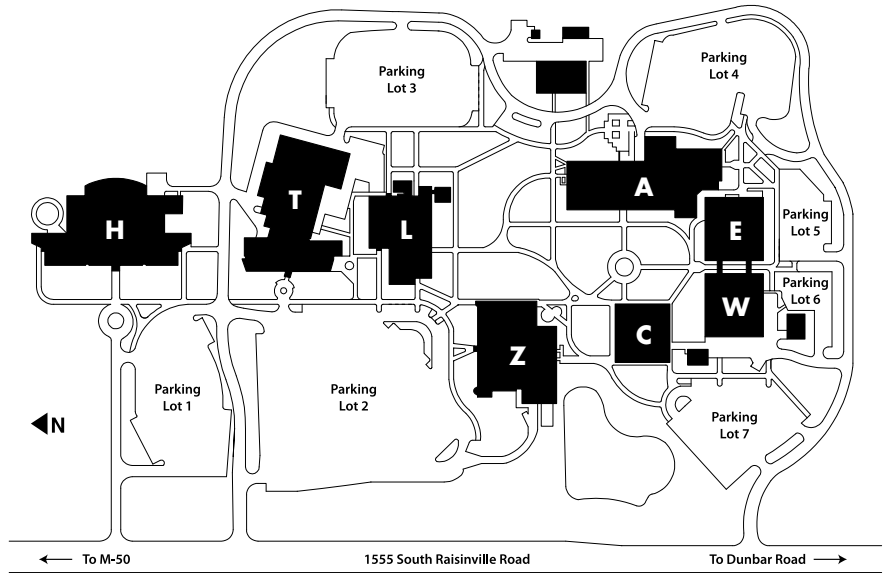 Parking
Lot 3
Parking
Lot 4
A
T
H
L
E
Parking
Lot 5
Parking
Lot 6
W
Z
C
Parking
Lot 1
Parking
Lot 2
Parking
Lot 7
N
To M-50
1555 South Raisinville Road
To Dunbar Road